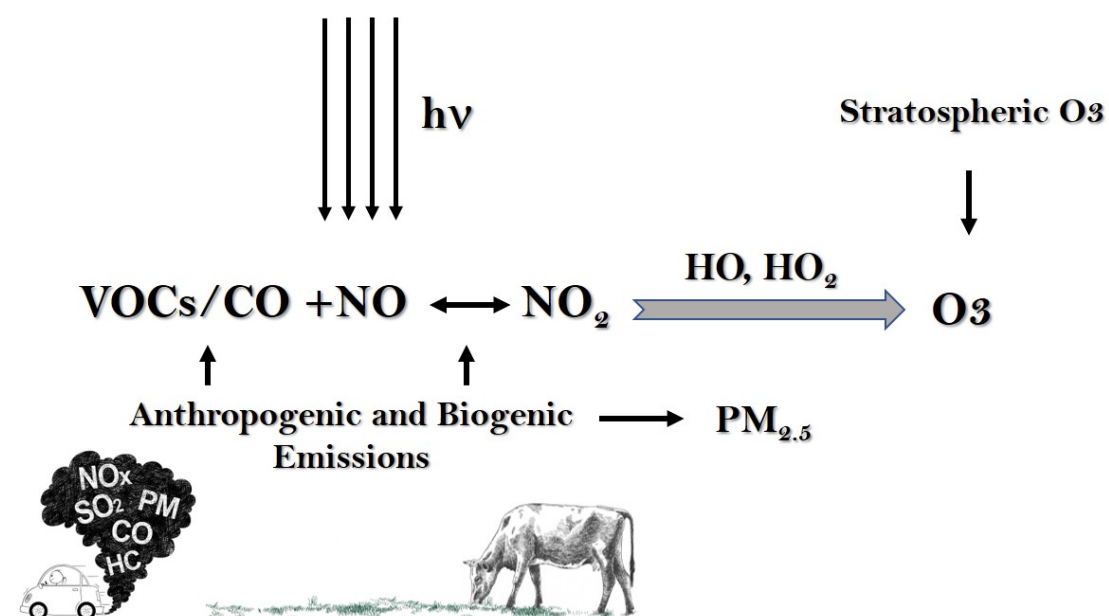 hν
Stratospheric O3
HO, HO₂
VOCs/CO +NO ↔ NO₂
O3
Anthropogenic and Biogenic
Emissions
PM₂.₅
NOx
SO₂ PM
CO
HC